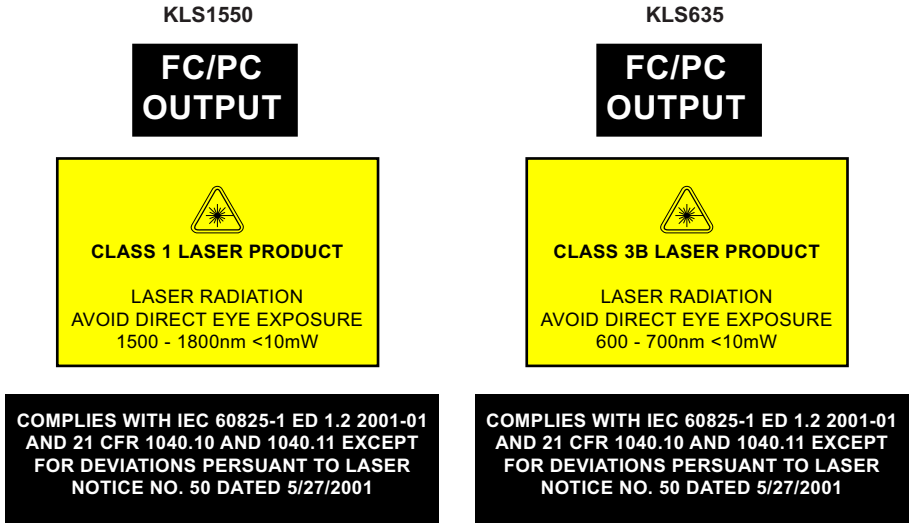 KLS1550
FC/PC
OUTPUT
CLASS 1 LASER PRODUCT
LASER RADIATION
AVOID DIRECT EYE EXPOSURE
1500 - 1800nm <10mW
COMPLIES WITH IEC 60825-1 ED 1.2 2001-01
AND 21 CFR 1040.10 AND 1040.11 EXCEPT
FOR DEVIATIONS PERSUANT TO LASER
NOTICE NO. 50 DATED 5/27/2001
KLS635
FC/PC
OUTPUT
CLASS 3B LASER PRODUCT
LASER RADIATION
AVOID DIRECT EYE EXPOSURE
600 - 700nm <10mW
COMPLIES WITH IEC 60825-1 ED 1.2 2001-01
AND 21 CFR 1040.10 AND 1040.11 EXCEPT
FOR DEVIATIONS PERSUANT TO LASER
NOTICE NO. 50 DATED 5/27/2001